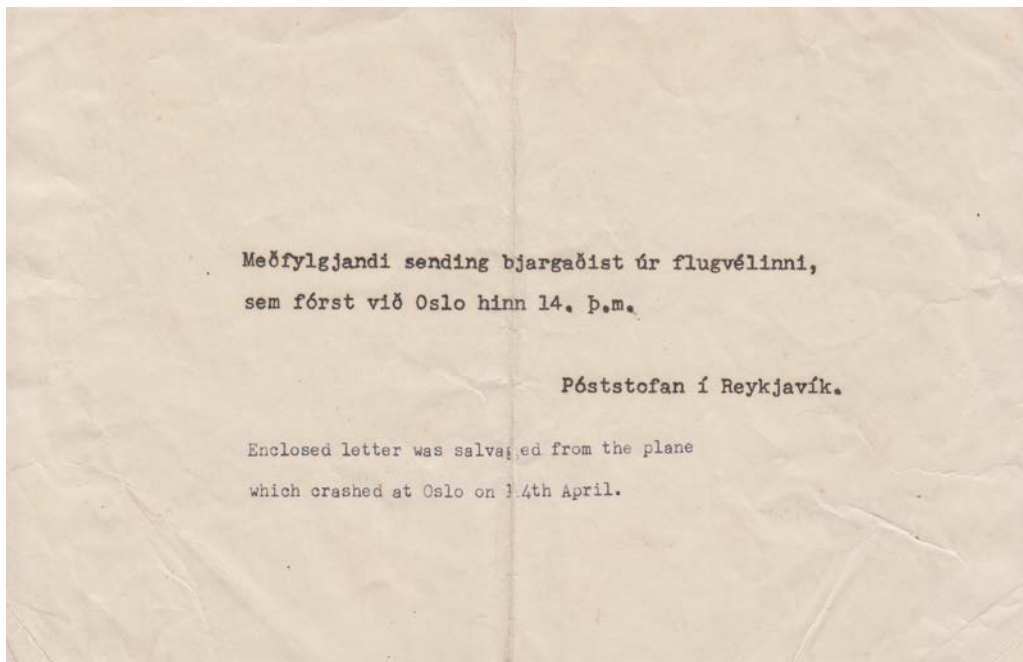 Meðfylgjandi sending bjargaðist úr flugvélinni,
sem fórst við Oslo hinn 14. þ.m.
Póststofan í Reykjavík.
Enclosed letter was salvaged from the plane
which crashed at Oslo on 14th April.